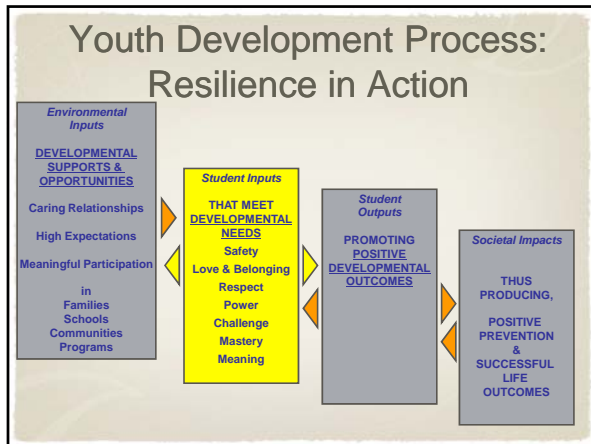 Youth Development Process:
Resilience in Action
Environmental
Inputs
DEVELOPMENTAL
SUPPORTS &
OPPORTUNITIES
Caring Relationships
High Expectations
Meaningful Participation
in
Families
Schools
Communities
Programs
Student Inputs
THAT MEET
DEVELOPMENTAL
NEEDS
Safety
Love & Belonging
Respect
Power
Challenge
Mastery
Meaning
Student
Outputs
PROMOTING
POSITIVE
DEVELOPMENTAL
OUTCOMES
Societal Impacts
THUS
PRODUCING,
POSITIVE
PREVENTION
&
SUCCESSFUL
LIFE
OUTCOMES